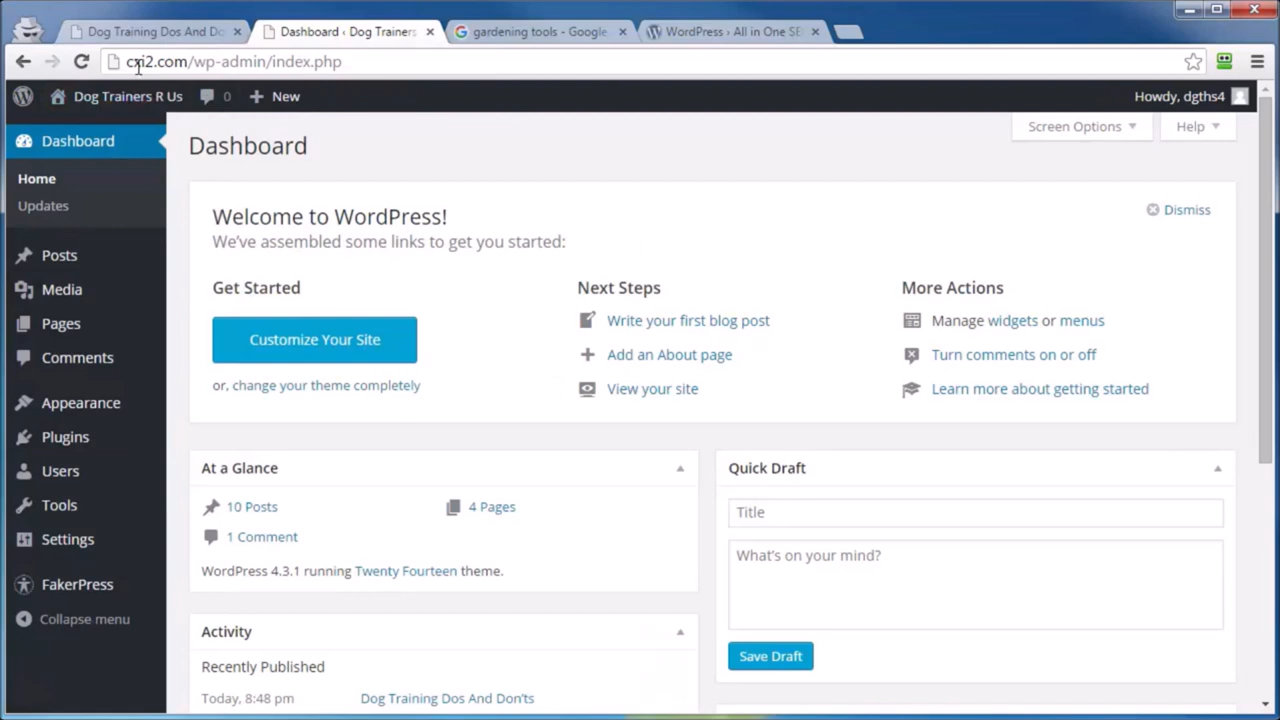 Dog Training Dos And Do
Dashboard ‹ Dog Trainers
gardening tools - Google
WordPress › All in One SE
cxi2.com/wp-admin/index.php
Dog Trainers R Us 0 New Howdy, dgths4
Dashboard
Home
Updates
Posts
Media
Pages
Comments
Appearance
Plugins
Users
Tools
Settings
FakerPress
Collapse menu
Screen Options Help
Dashboard
Welcome to WordPress! Dismiss
We've assembled some links to get you started:
Get Started
Customize Your Site
or, change your theme completely
Next Steps
Write your first blog post
Add an About page
View your site
More Actions
Manage widgets or menus
Turn comments on or off
Learn more about getting started
At a Glance
10 Posts 4 Pages
1 Comment
WordPress 4.3.1 running Twenty Fourteen theme.
Activity
Recently Published
Today, 8:48 pm Dog Training Dos And Don'ts
Quick Draft
Title
What's on your mind?
Save Draft